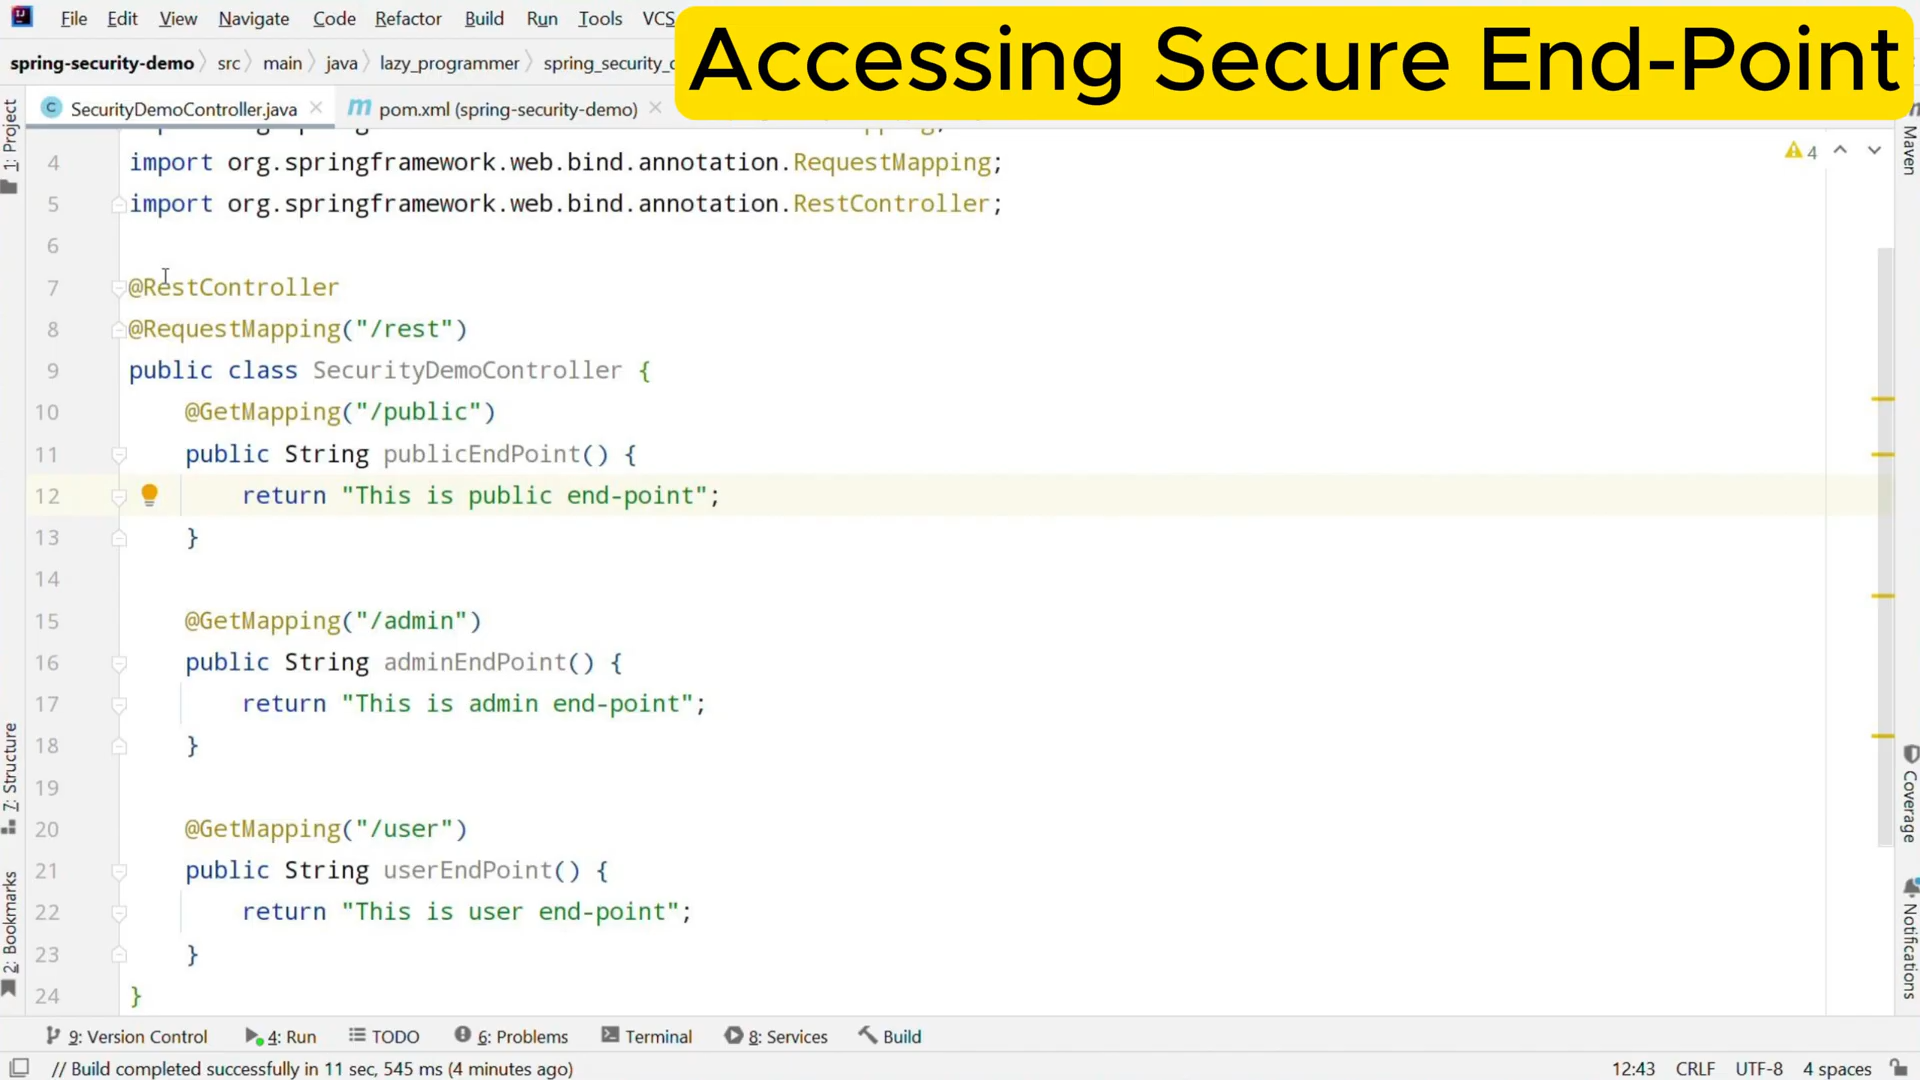 File Edit View Navigate Code Refactor Build Run Tools VCS
Accessing Secure End-Point
spring-security-demo src main java lazy_programmer spring_security_
SecurityDemoController.java pom.xml (spring-security-demo)
4 import org.springframework.web.bind.annotation.RequestMapping;
5 import org.springframework.web.bind.annotation.RestController;
6
7 @RestController
8 @RequestMapping("/rest")
9 public class SecurityDemoController {
10 @GetMapping("/public")
11 public String publicEndPoint() {
12 return "This is public end-point";
13 }
14
15 @GetMapping("/admin")
16 public String adminEndPoint() {
17 return "This is admin end-point";
18 }
19
20 @GetMapping("/user")
21 public String userEndPoint() {
22 return "This is user end-point";
23 }
24 }
4
1: Project
7: Structure
2: Bookmarks
Maven
Coverage
Notifications
9: Version Control 4: Run TODO 6: Problems Terminal 8: Services Build
// Build completed successfully in 11 sec, 545 ms (4 minutes ago) 12:43 CRLF UTF-8 4 spaces